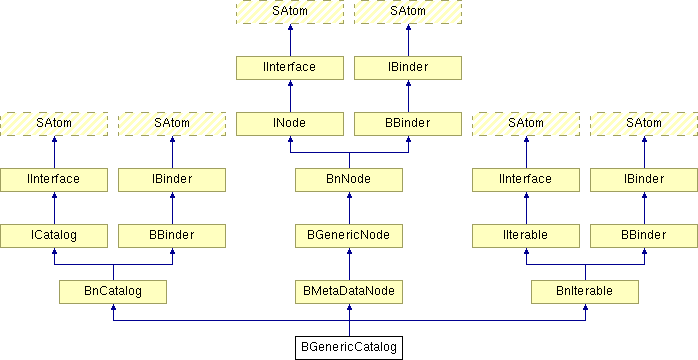 SAtom SAtom
IInterface IBinder
SAtom SAtom INode BBinder SAtom SAtom
IInterface IBinder BnNode IInterface IBinder
ICatalog BBinder BGenericNode IIterable BBinder
BnCatalog BMetaDataNode BnIterable
BGenericCatalog